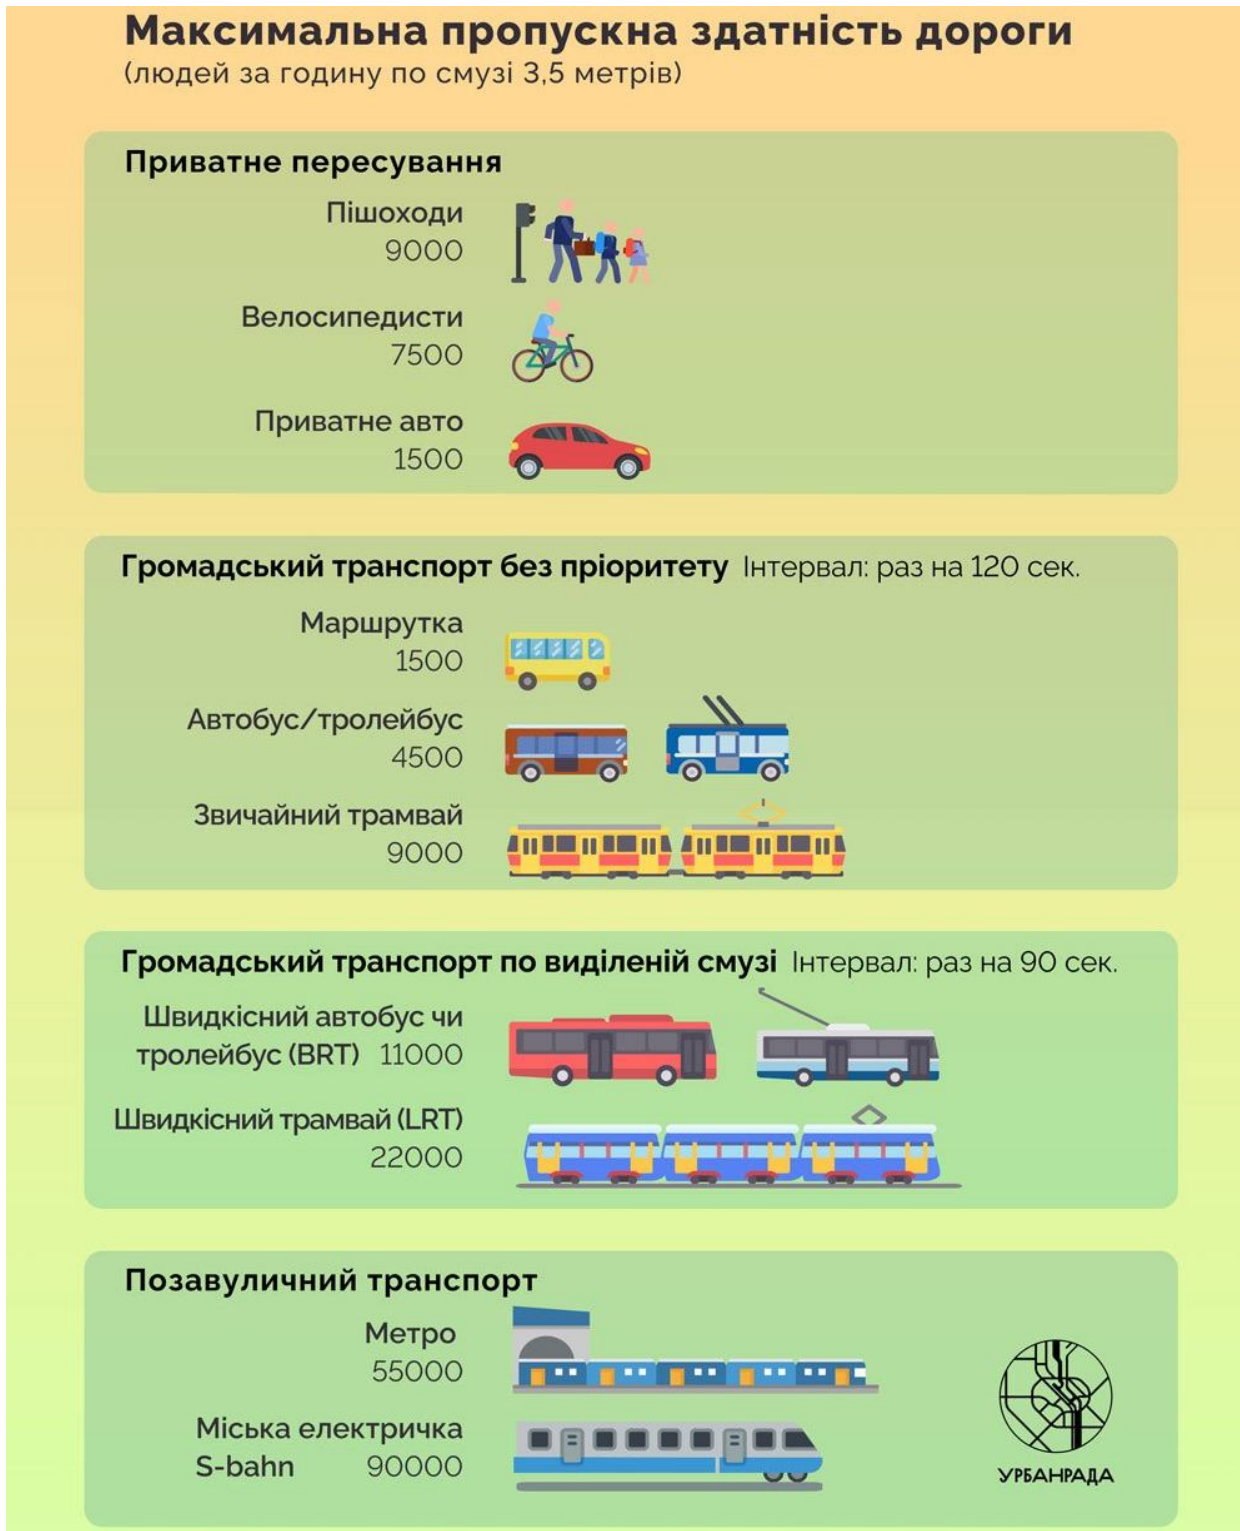 Максимальна пропускна здатність дороги
(людей за годину по смузі 3,5 метрів)
Приватне пересування
Пішоходи
9000
Велосипедисти
7500
Приватне авто
1500
Громадський транспорт без пріоритету Інтервал: раз на 120 сек.
Маршрутка
1500
Автобус/тролейбус
4500
Звичайний трамвай
9000
Громадський транспорт по виділеній смузі Інтервал: раз на 90 сек.
Швидкісний автобус чи
тролейбус (BRT) 11000
Швидкісний трамвай (LRT)
22000
Позавуличний транспорт
Метро
55000
Міська електричка
S-bahn 90000
УРБАНРАДА